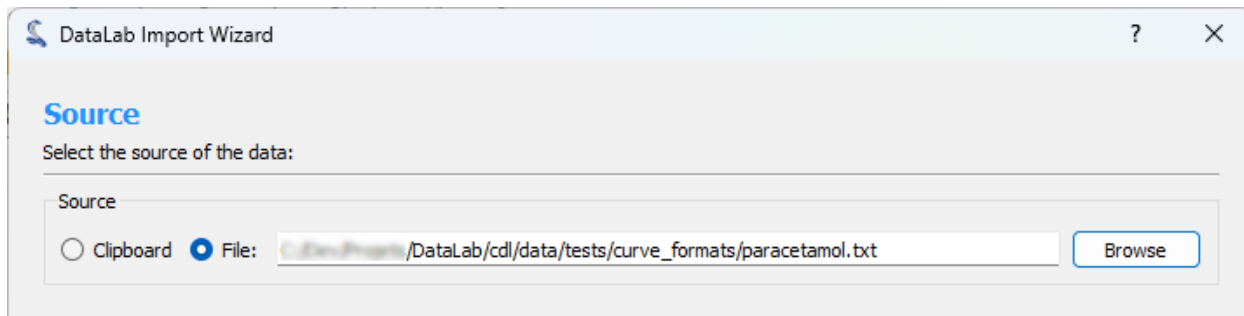 DataLab Import Wizard ? ×
Source
Select the source of the data:
Source
Clipboard File: /DataLab/cdl/data/tests/curve_formats/paracetamol.txt Browse